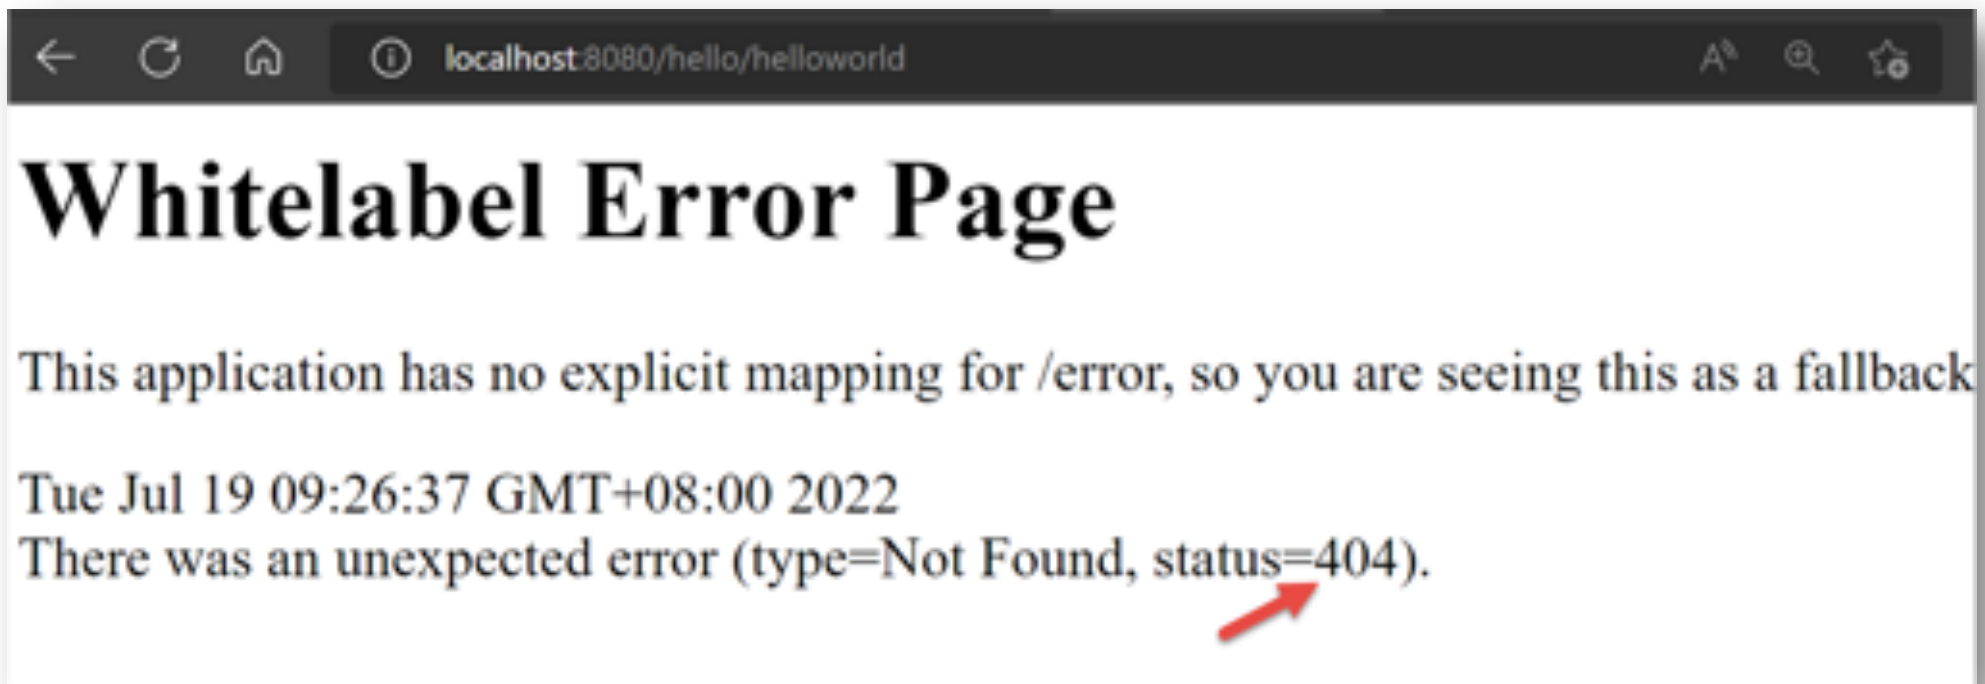 localhost:8080/hello/helloworld
Whitelabel Error Page
This application has no explicit mapping for /error, so you are seeing this as a fallback
Tue Jul 19 09:26:37 GMT+08:00 2022
There was an unexpected error (type=Not Found, status=404).